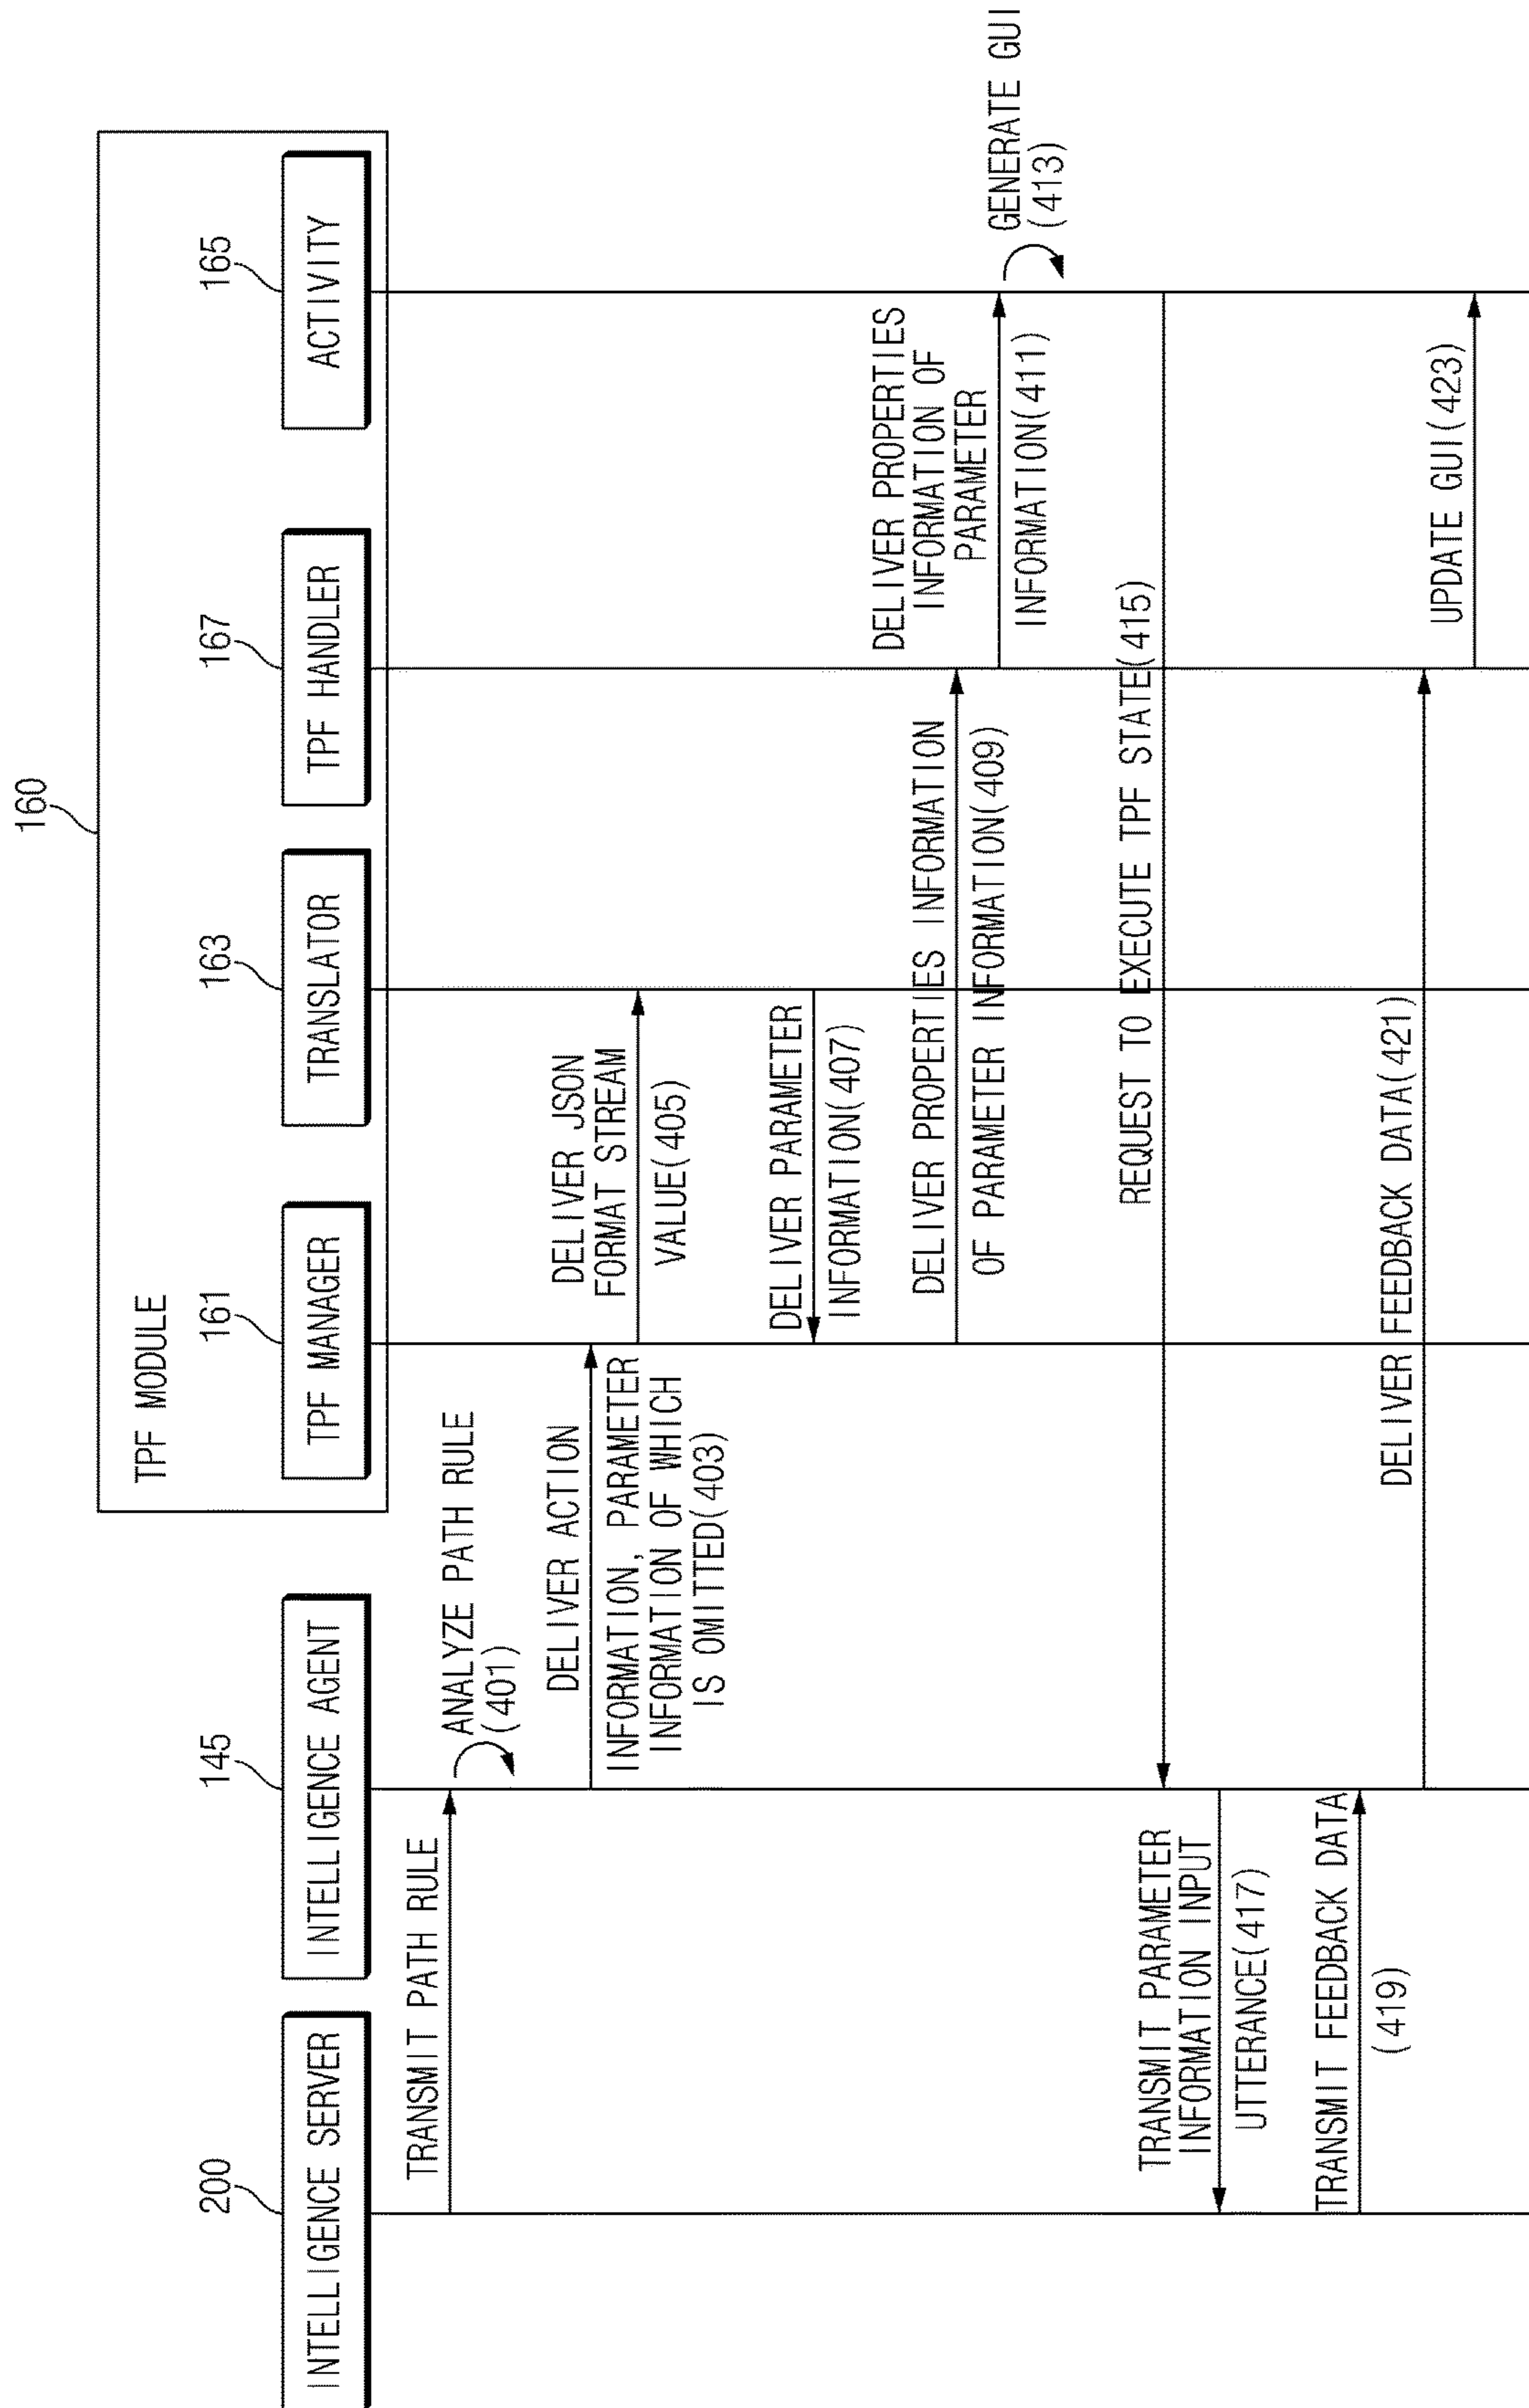 160
TPF MODULE
200
145
161
163
167
165
INTELLIGENCE SERVER
INTELLIGENCE AGENT
TPF MANAGER
TRANSLATOR
TPF HANDLER
ACTIVITY
TRANSMIT PATH RULE
ANALYZE PATH RULE
(401)
DELIVER ACTION
INFORMATION, PARAMETER
INFORMATION OF WHICH
IS OMITTED(403)
DELIVER JSON
FORMAT STREAM
VALUE(405)
DELIVER PARAMETER
INFORMATION(407)
DELIVER PROPERTIES INFORMATION
OF PARAMETER INFORMATION(409)
DELIVER PROPERTIES
INFORMATION OF
PARAMETER
INFORMATION(411)
GENERATE GUI
(413)
REQUEST TO EXECUTE TPF STATE(415)
TRANSMIT PARAMETER
INFORMATION INPUT
UTTERANCE(417)
TRANSMIT FEEDBACK DATA
(419)
DELIVER FEEDBACK DATA(421)
UPDATE GUI(423)